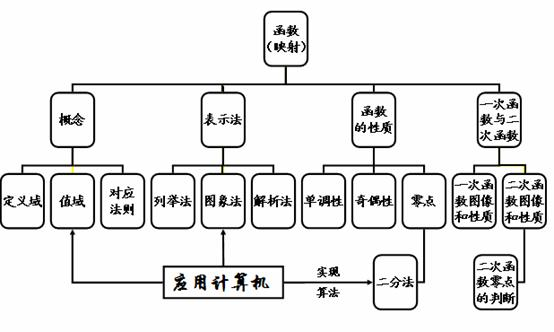 函数
（映射）
概念
表示法
函数
的性质
一次函
数与二
次函数
定义域
值域
对应
法则
列举法
图象法
解析法
单调性
奇偶性
零点
一次函
数图像
和性质
二次函
数图像
和性质
应用计算机
实现
算法
二分法
二次函
数零点
的判断